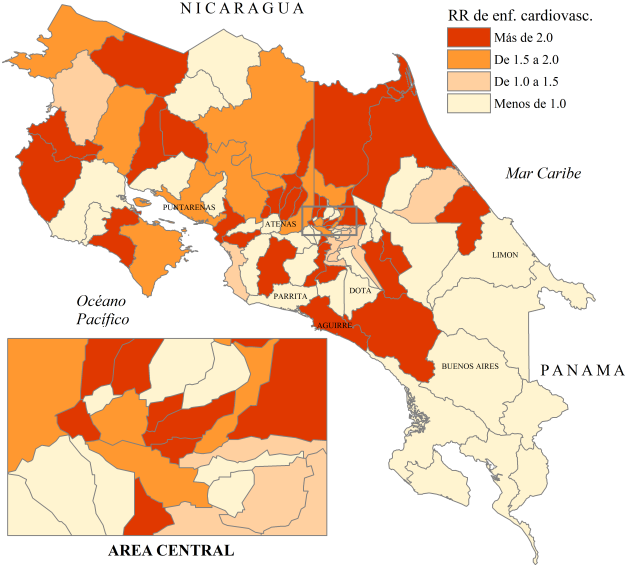 NICARAGUA
RR de enf. cardiovasc.
Más de 2.0
De 1.5 a 2.0
De 1.0 a 1.5
Menos de 1.0
Mar Caribe
PUNTARENAS
ATENAS
LIMON
Océano
Pacífico
PARRITA
DOTA
AGUIRRE
BUENOS AIRES
PANAMA
AREA CENTRAL